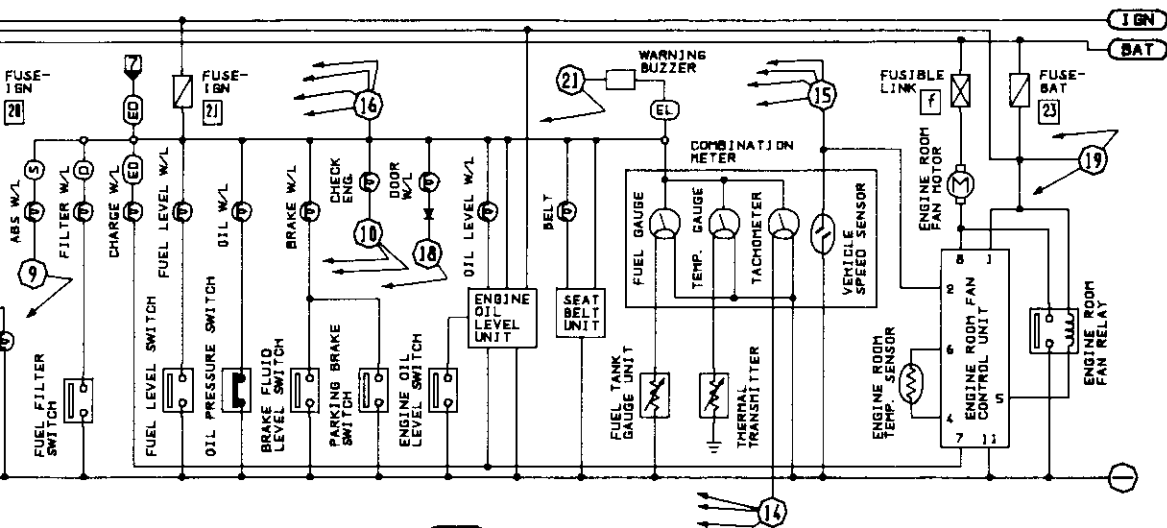 IGN
BAT
FUSE-
IGN
20
7
ED
FUSE-
IGN
21
16
21
WARNING
BUZZER
EL
15
FUSIBLE
LINK
f
FUSE-
BAT
23
19
ABS W/L
S
FILTER W/L
D
CHARGE W/L
ED
FUEL LEVEL W/L
OIL W/L
BRAKE W/L
CHECK
ENG.
DOOR
W/L
OIL LEVEL W/L
BELT
COMBINATION
METER
FUEL GAUGE
TEMP. GAUGE
TACHOMETER
VEHICLE
SPEED SENSOR
ENGINE ROOM
FAN MOTOR
M
9
10
18
ENGINE
OIL
LEVEL
UNIT
SEAT
BELT
UNIT
8
1
2
6
4
5
7
11
ENGINE ROOM FAN
CONTROL UNIT
ENGINE ROOM
FAN RELAY
ENGINE ROOM
TEMP. SENSOR
FUEL FILTER
SWITCH
FUEL LEVEL SWITCH
OIL PRESSURE SWITCH
BRAKE FLUID
LEVEL SWITCH
PARKING BRAKE
SWITCH
ENGINE OIL
LEVEL SWITCH
FUEL TANK
GAUGE UNIT
THERMAL
TRANSMITTER
14